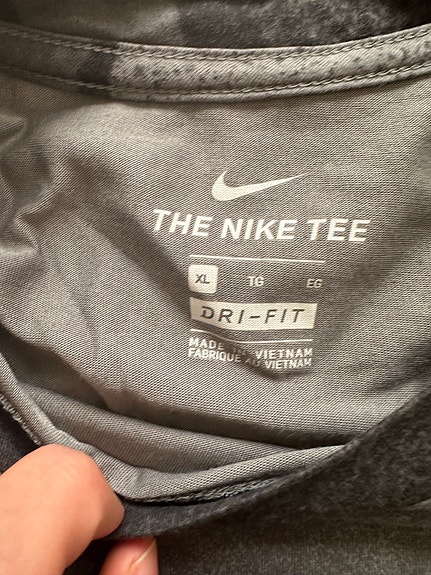 THE NIKE TEE
XL TG EG
DRI-FIT
MADE IN VIETNAM
FABRIQUÉ AU VIETNAM